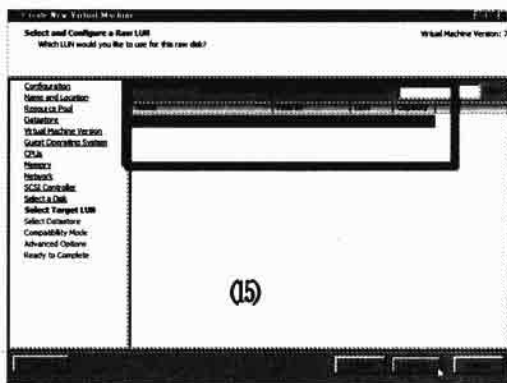 Create New Virtual Machine
Select and Configure a Raw LUN
Which LUN would you like to use for this raw disk?
Virtual Machine Version: 7
Configuration
Name and Location
Resource Pool
Datastore
Virtual Machine Version
Guest Operating System
CPUs
Memory
Network
SCSI Controller
Select a Disk
Select Target LUN
Select Datastore
Compatibility Mode
Advanced Options
Ready to Complete
(15)